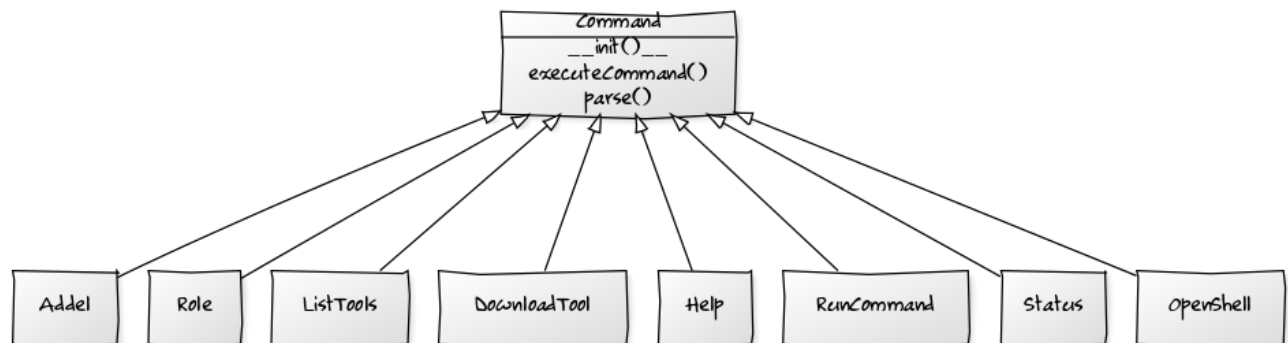 Command
__init()__
executeCommand()
parse()
Addel
Role
ListTools
DownloadTool
Help
RunCommand
Status
OpenShell